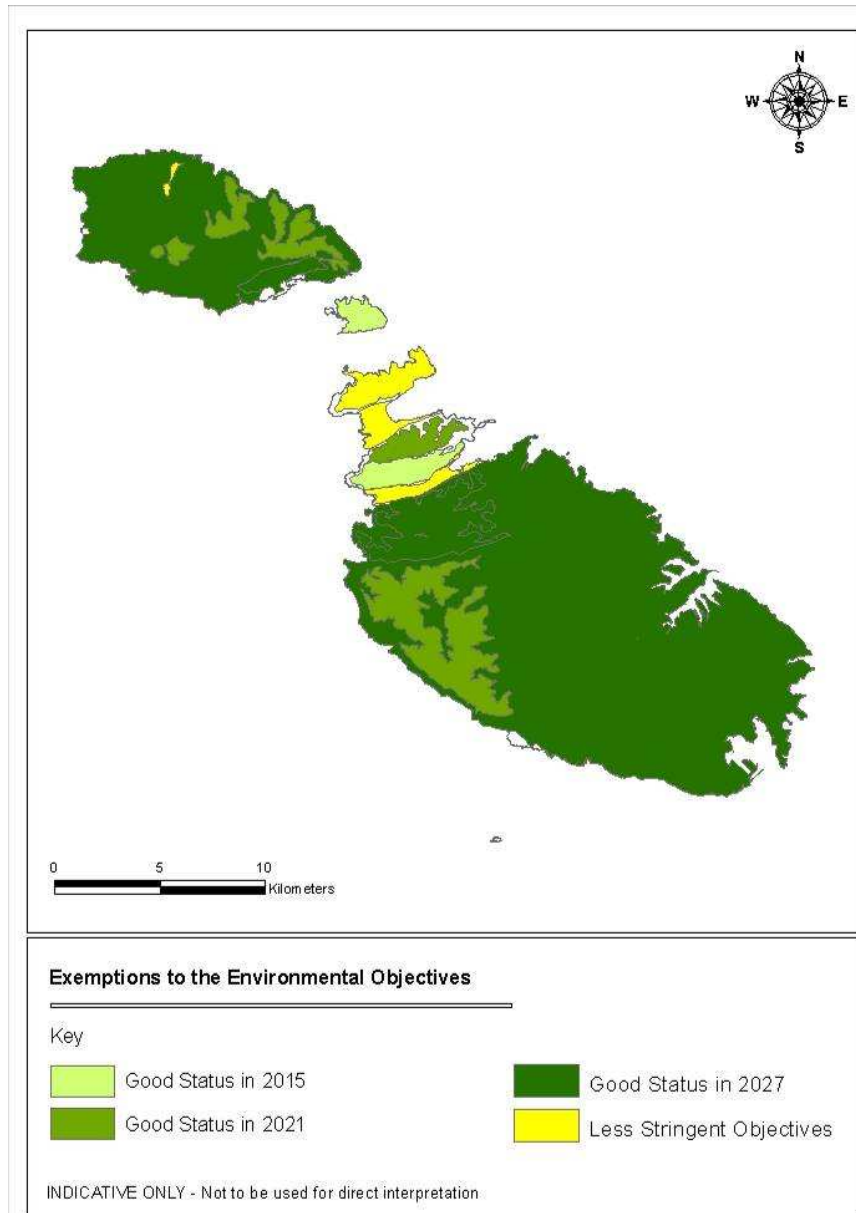 N
W E
S
0 5 10
Kilometers
Exemptions to the Environmental Objectives
Key
Good Status in 2015
Good Status in 2027
Good Status in 2021
Less Stringent Objectives
INDICATIVE ONLY - Not to be used for direct interpretation